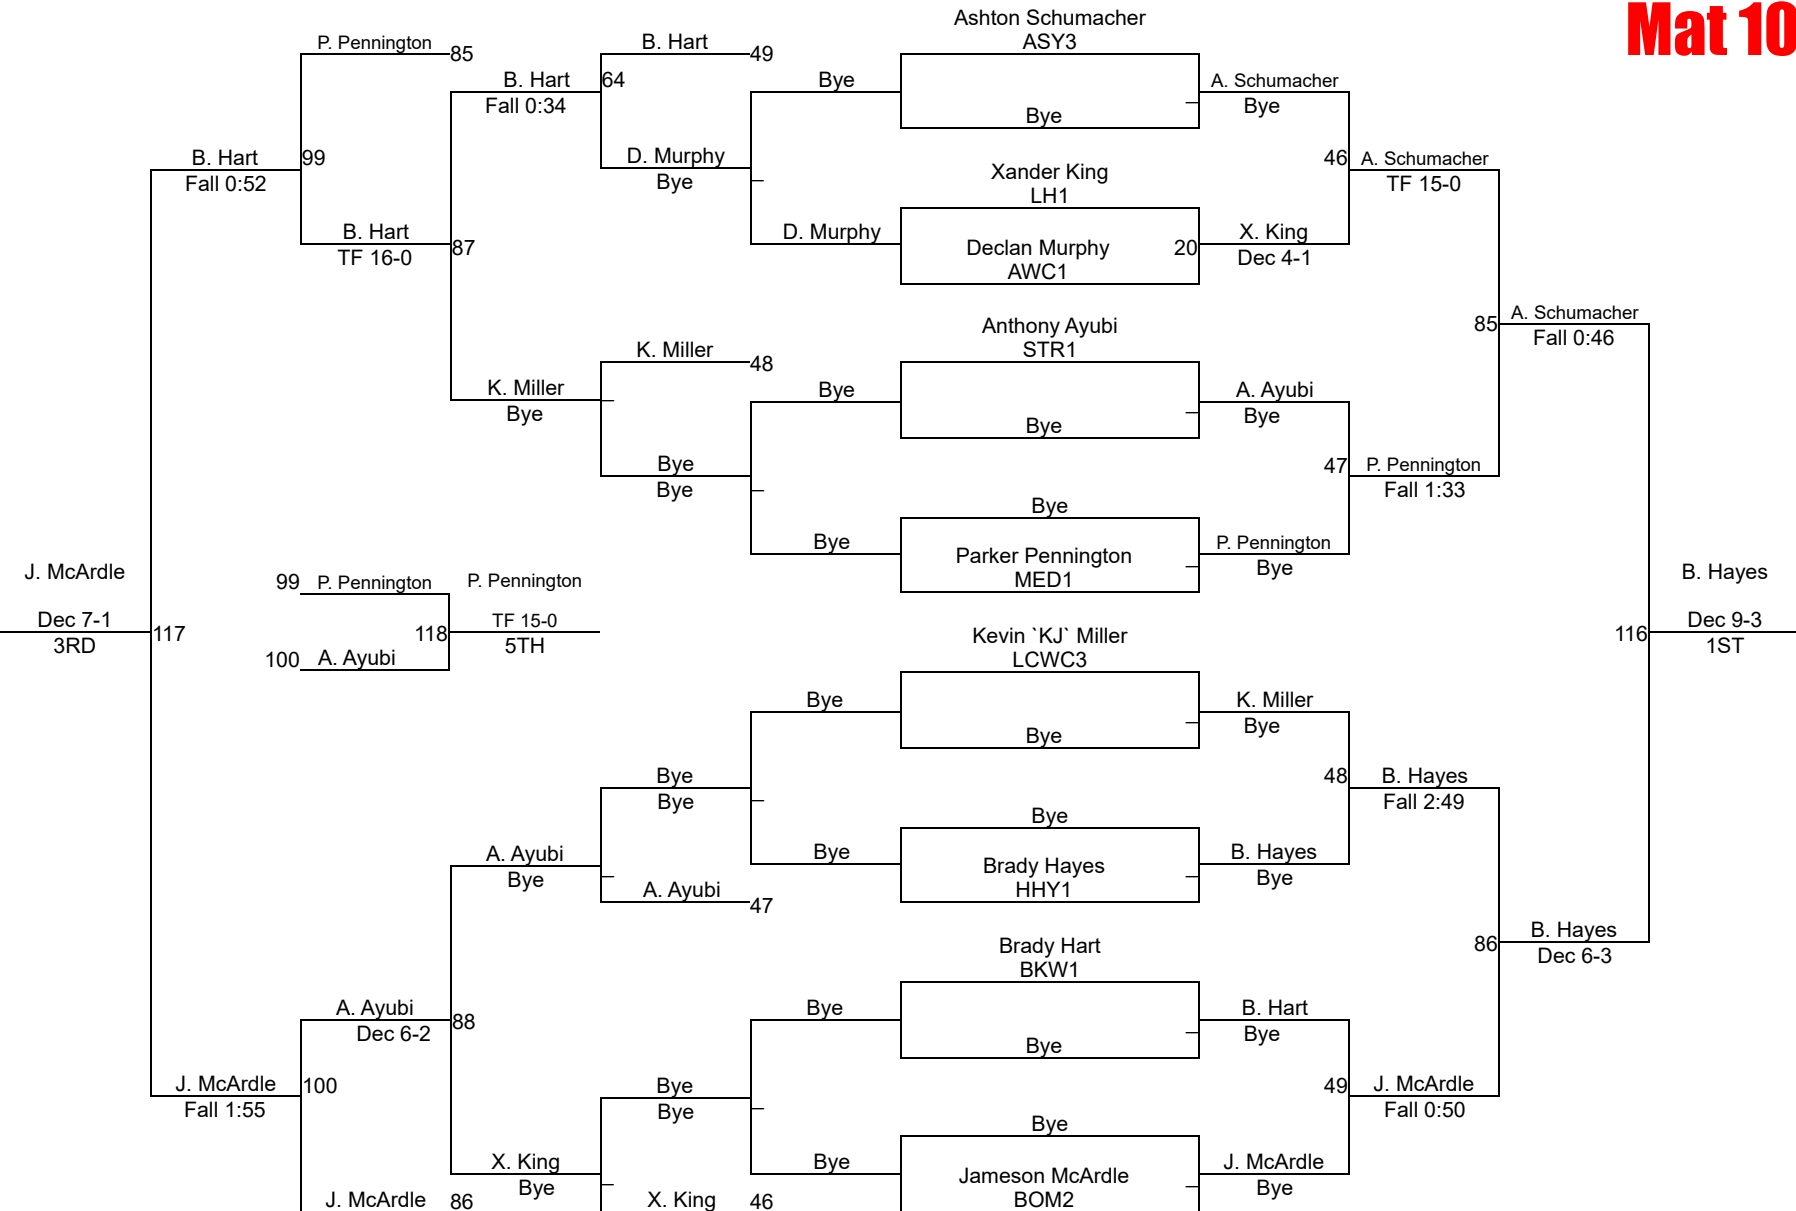 Mat 10
Ashton Schumacher
ASY3
P. Pennington
85
B. Hart
49
B. Hart
64
Fall 0:34
Bye
A. Schumacher
Bye
Bye
B. Hart
99
Fall 0:52
D. Murphy
Bye
Xander King
LH1
46
A. Schumacher
TF 15-0
B. Hart
TF 16-0
87
D. Murphy
Declan Murphy
20
AWC1
X. King
Dec 4-1
Anthony Ayubi
STR1
85
A. Schumacher
Fall 0:46
K. Miller
48
K. Miller
Bye
Bye
Bye
A. Ayubi
Bye
Bye
Bye
47
P. Pennington
Fall 1:33
Bye
Bye
Parker Pennington
MED1
P. Pennington
Bye
J. McArdle
Dec 7-1
3RD
117
99
P. Pennington
P. Pennington
118
TF 15-0
5TH
100
A. Ayubi
B. Hayes
116
Dec 9-3
1ST
Kevin `KJ` Miller
LCWC3
Bye
Bye
K. Miller
Bye
Bye
Bye
48
B. Hayes
Fall 2:49
Bye
A. Ayubi
Bye
Bye
Brady Hayes
HHY1
B. Hayes
Bye
A. Ayubi
47
Brady Hart
BKW1
86
B. Hayes
Dec 6-3
A. Ayubi
Dec 6-2
88
Bye
Bye
B. Hart
Bye
J. McArdle
100
Fall 1:55
Bye
Bye
49
J. McArdle
Fall 0:50
Bye
X. King
Bye
Bye
Jameson McArdle
BOM2
J. McArdle
Bye
J. McArdle
86
X. King
46